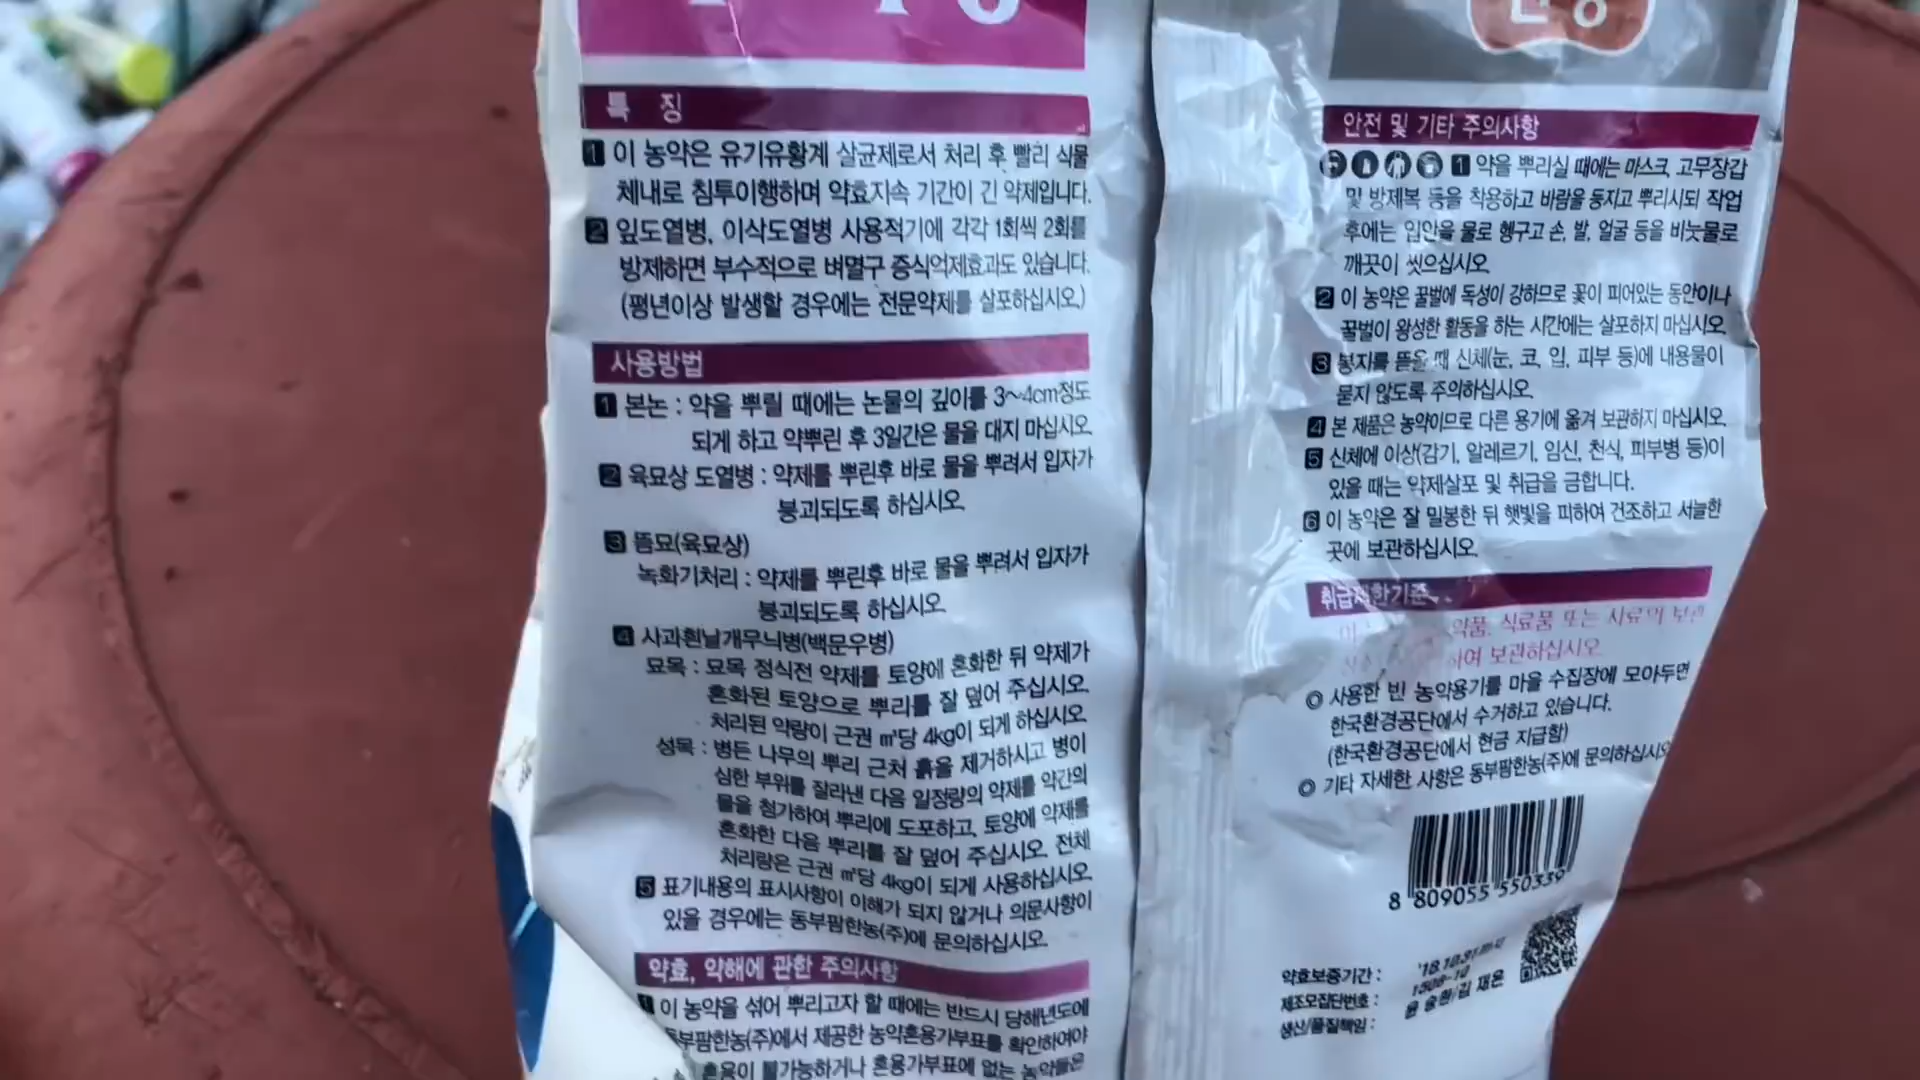 특 징
1 이 농약은 유기유황계 살균제로서 처리 후 빨리 식물
체내로 침투이행하며 약효지속 기간이 긴 약제입니다.
2 잎도열병, 이삭도열병 사용적기에 각각 1회씩 2회를
방제하면 부수적으로 벼멸구 증식억제효과도 있습니다.
(평년이상 발생할 경우에는 전문약제를 살포하십시오.)
사용방법
1 본논 : 약을 뿌릴 때에는 논물의 깊이를 3~4cm정도
되게 하고 약뿌린 후 3일간은 물을 대지 마십시오.
2 육묘상 도열병 : 약제를 뿌린후 바로 물을 뿌려서 입자가
붕괴되도록 하십시오.
3 뜸묘(육묘상)
녹화기처리 : 약제를 뿌린후 바로 물을 뿌려서 입자가
붕괴되도록 하십시오.
4 사과흰날개무늬병(백문우병)
묘목 : 묘목 정식전 약제를 토양에 혼화한 뒤 약제가
혼화된 토양으로 뿌리를 잘 덮어 주십시오.
처리된 약량이 근권 ㎡당 4kg이 되게 하십시오.
성목 : 병든 나무의 뿌리 근처 흙을 제거하시고 병이
심한 부위를 잘라낸 다음 일정량의 약제를 약간의
물을 첨가하여 뿌리에 도포하고, 토양에 약제를
혼화한 다음 뿌리를 잘 덮어 주십시오. 전체
처리량은 근권 ㎡당 4kg이 되게 사용하십시오.
5 표기내용의 표시사항이 이해가 되지 않거나 의문사항이
있을 경우에는 동부팜한농(주)에 문의하십시오.
약효, 약해에 관한 주의사항
1 이 농약을 섞어 뿌리고자 할 때에는 반드시 당해년도에
동부팜한농(주)에서 제공한 농약혼용가부표를 확인하여야
혼용이 불가능하거나 혼용가부표에 없는 농약들은
안전 및 기타 주의사항
1 약을 뿌리실 때에는 마스크, 고무장갑
및 방제복 등을 착용하고 바람을 등지고 뿌리시되 작업
후에는 입안을 물로 헹구고 손, 발, 얼굴 등을 비눗물로
깨끗이 씻으십시오.
2 이 농약은 꿀벌에 독성이 강하므로 꽃이 피어있는 동안이나
꿀벌이 왕성한 활동을 하는 시간에는 살포하지 마십시오.
3 봉지를 뜯을 때 신체(눈, 코, 입, 피부 등)에 내용물이
묻지 않도록 주의하십시오.
4 본 제품은 농약이므로 다른 용기에 옮겨 보관하지 마십시오.
5 신체에 이상(감기, 알레르기, 임신, 천식, 피부병 등)이
있을 때는 약제살포 및 취급을 금합니다.
6 이 농약은 잘 밀봉한 뒤 햇빛을 피하여 건조하고 서늘한
곳에 보관하십시오.
취급제한기준
약품, 식료품 또는 사료의 보관
하여 보관하십시오.
◎ 사용한 빈 농약용기를 마을 수집장에 모아두면
한국환경공단에서 수거하고 있습니다.
(한국환경공단에서 현금 지급함)
◎ 기타 자세한 사항은 동부팜한농(주)에 문의하십시오
8 809055 550339
약효보증기간 : '18.10.31까지
제조모집단번호 : 1508-10
생산/품질책임 : 윤 승환/김 재은